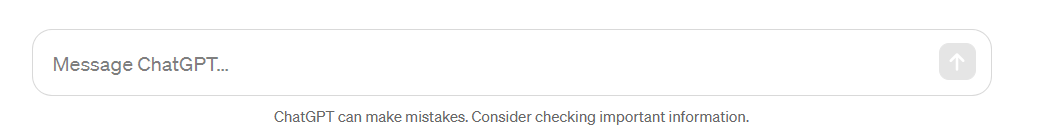 Message ChatGPT...
ChatGPT can make mistakes. Consider checking important information.